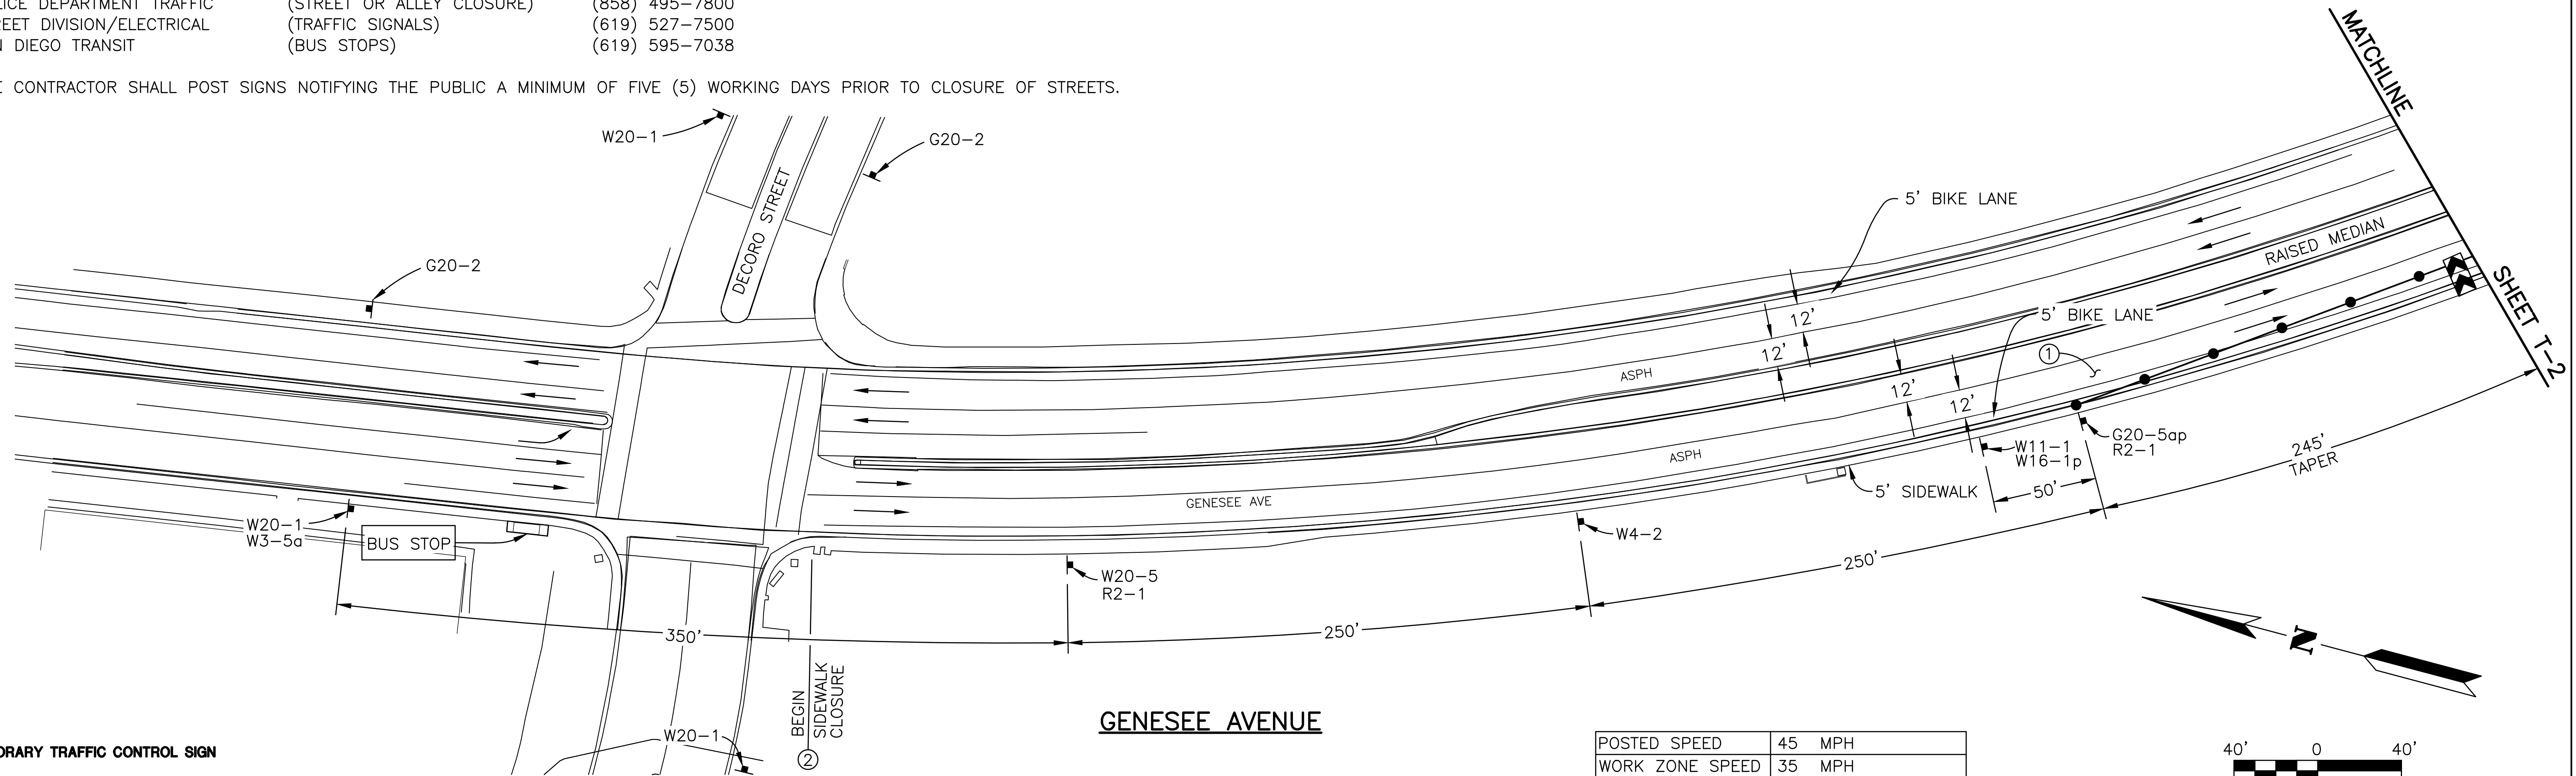 LICE DEPARTMENT TRAFFIC (STREET OR ALLEY CLOSURE) (858) 495-7800
REET DIVISION/ELECTRICAL (TRAFFIC SIGNALS) (619) 527-7500
N DIEGO TRANSIT (BUS STOPS) (619) 595-7038
E CONTRACTOR SHALL POST SIGNS NOTIFYING THE PUBLIC A MINIMUM OF FIVE (5) WORKING DAYS PRIOR TO CLOSURE OF STREETS.
MATCHLINE
SHEET T-2
W20-1
G20-2
DECORO STREET
5' BIKE LANE
RAISED MEDIAN
G20-2
12'
12'
5' BIKE LANE
1
ASPH
12'
12'
G20-5ap
R2-1
W11-1
W16-1p
245'
TAPER
ASPH
5' SIDEWALK
50'
GENESEE AVE
W20-1
W3-5a
BUS STOP
W4-2
250'
W20-5
R2-1
350'
250'
N
BEGIN
SIDEWALK
CLOSURE
2
GENESEE AVENUE
W20-1
ORARY TRAFFIC CONTROL SIGN
POSTED SPEED 45 MPH
WORK ZONE SPEED 35 MPH
40' 0 40'